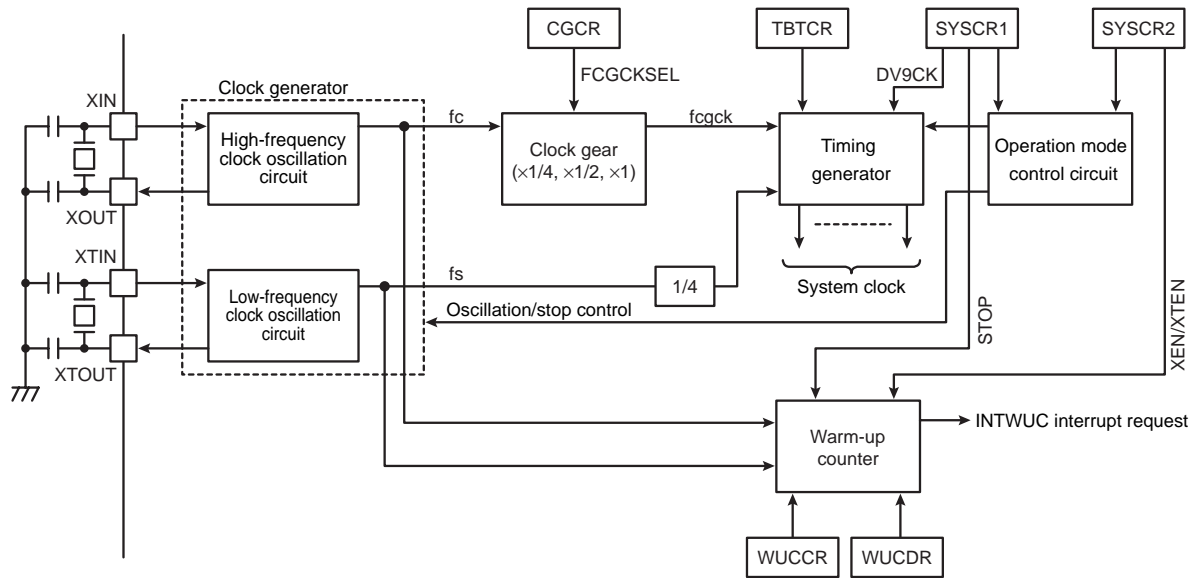 CGCR
TBTCR
SYSCR1
SYSCR2
FCGCKSEL
DV9CK
Clock generator
XIN
fc
fcgck
High-frequency
clock oscillation
circuit
Clock gear
(×1/4, ×1/2, ×1)
Timing
generator
Operation mode
control circuit
XOUT
XTIN
fs
1/4
System clock
Low-frequency
clock oscillation
circuit
Oscillation/stop control
STOP
XEN/XTEN
XTOUT
Warm-up
counter
INTWUC interrupt request
WUCCR
WUCDR